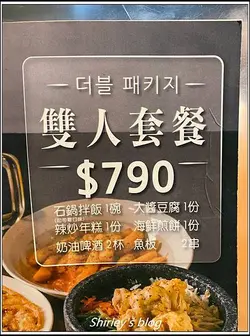 더블 패키지
雙人套餐
$790
石鍋拌飯 1碗 大醬豆腐 1份
辣炒年糕 1份 海鮮煎餅 1份
奶油啤酒 2杯 魚板 2串
Shirley's blog